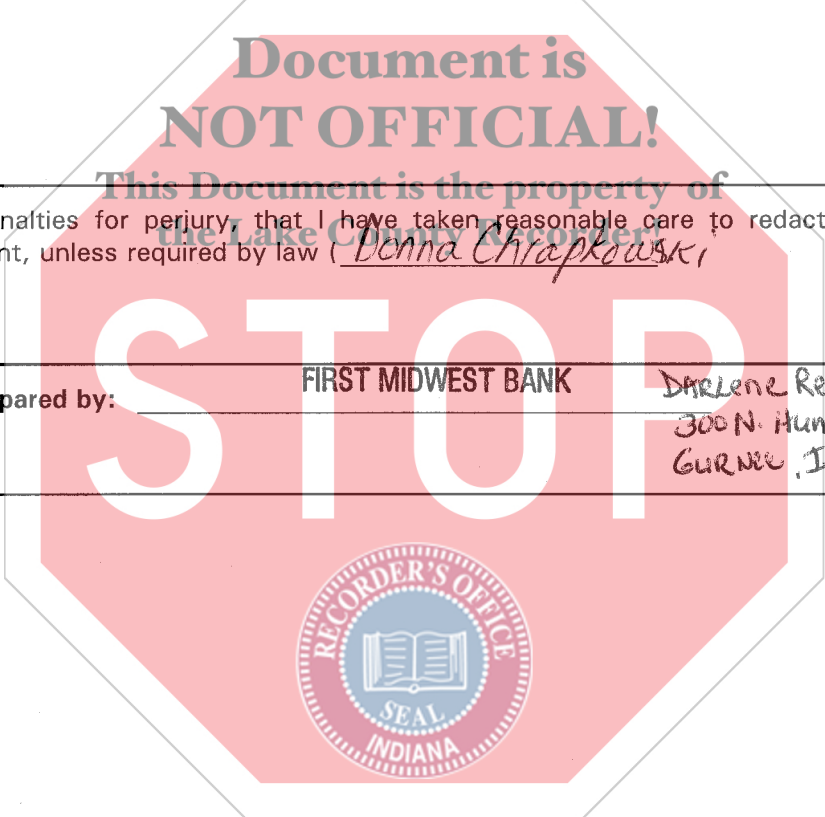 Document is
NOT OFFICIAL!
This Document is the property of
the Lake County Recorder!
nalties for perjury, that I have taken reasonable care to redact
nt, unless required by law ( Donna Chrapkowski
STOP
pared by: FIRST MIDWEST BANK
DARLENE Re
300 N. Hun
GURNEE, I
RECORDER'S OFFICE
SEAL
INDIANA